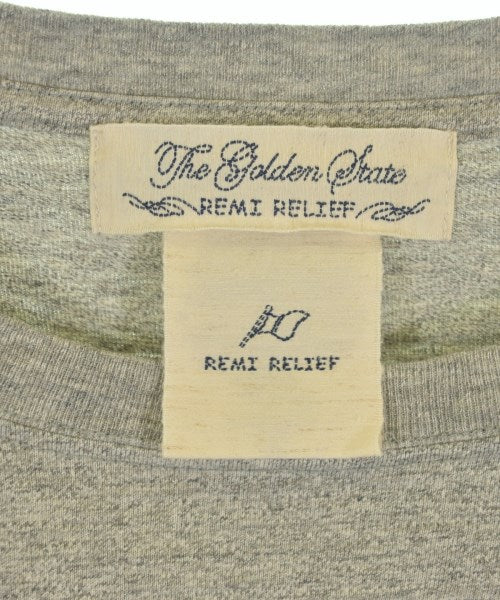 The Golden State
REMI RELIEF
REMI RELIEF